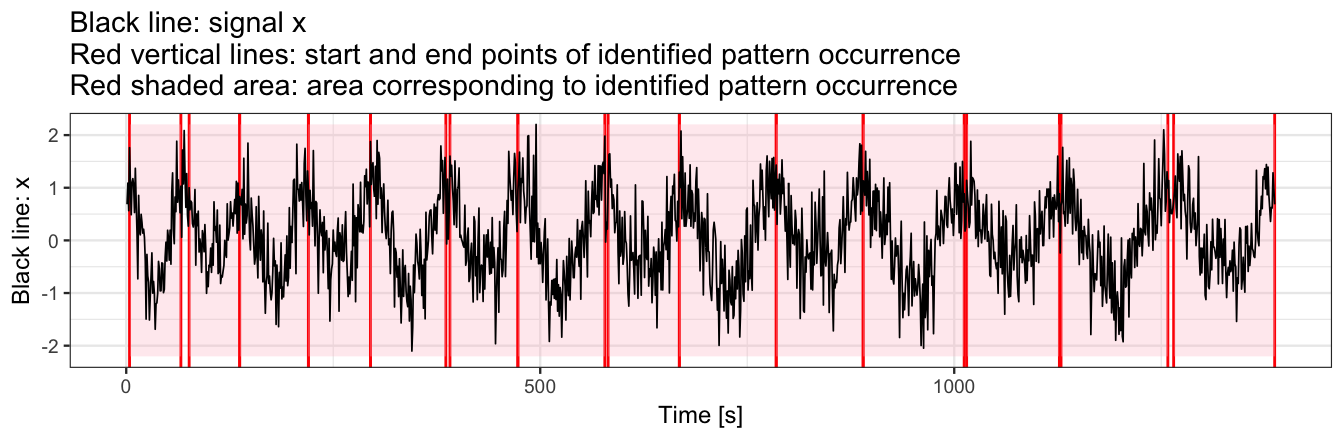 Black line: signal x
Red vertical lines: start and end points of identified pattern occurrence
Red shaded area: area corresponding to identified pattern occurrence
2
1
0
-1
-2
Black line: x
0
500
1000
Time [s]